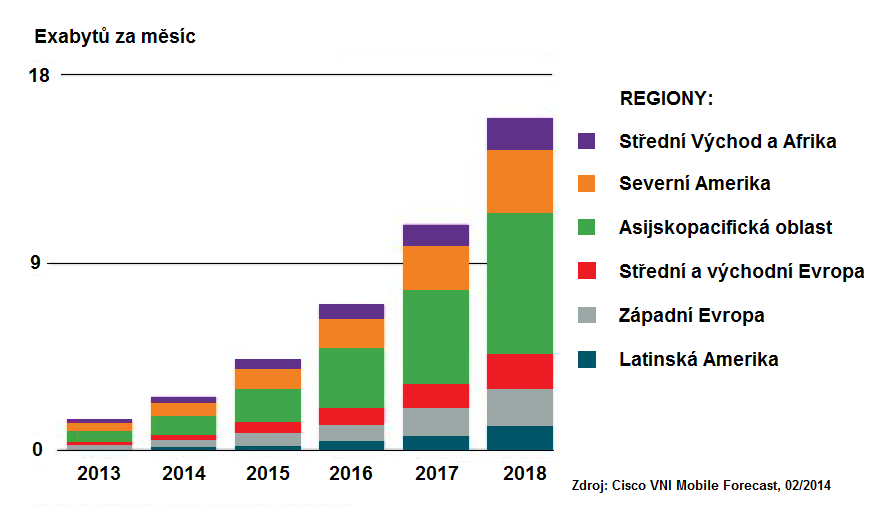 Exabytů za měsíc
18
9
0
2013 2014 2015 2016 2017 2018
REGIONY:
Střední Východ a Afrika
Severní Amerika
Asijskopacifická oblast
Střední a východní Evropa
Západní Evropa
Latinská Amerika
Zdroj: Cisco VNI Mobile Forecast, 02/2014